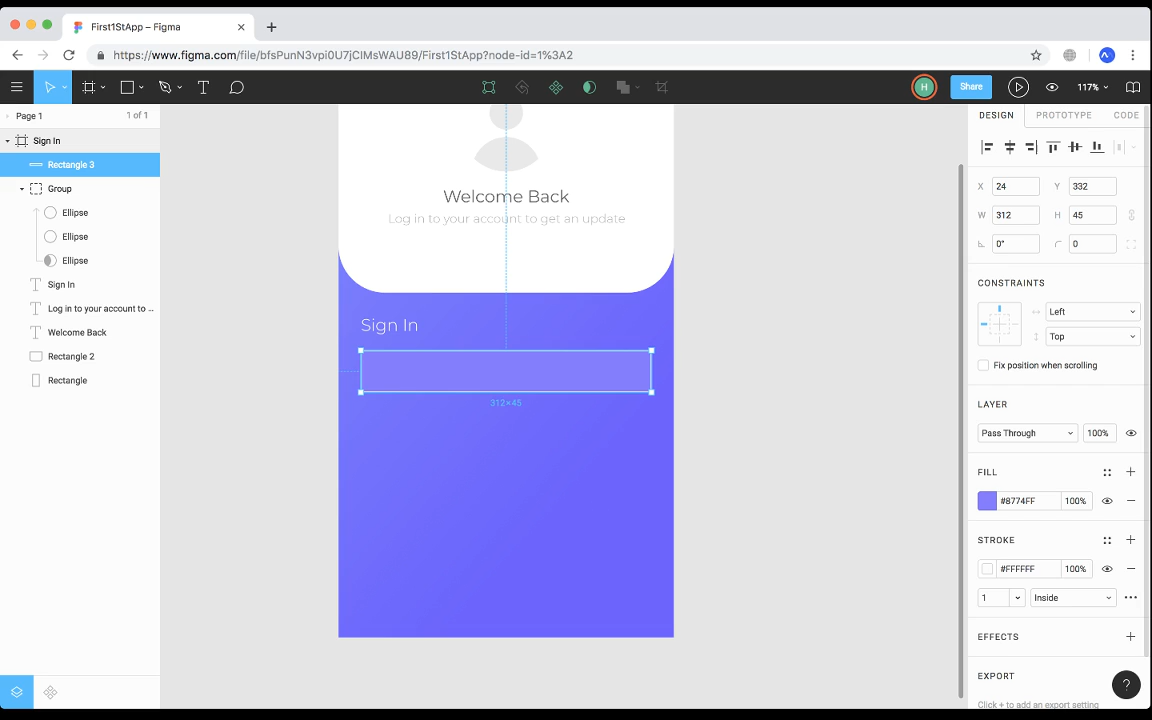 First1StApp – Figma
https://www.figma.com/file/bfsPunN3vpi0U7jCIMsWAU89/First1StApp?node-id=1%3A2
H
Share
117%
Page 1
1 of 1
DESIGN
PROTOTYPE
CODE
Sign In
Rectangle 3
Group
Ellipse
Ellipse
Ellipse
Sign In
Log in to your account to ..
Welcome Back
Rectangle 2
Rectangle
Welcome Back
Log in to your account to get an update
Sign In
312×45
X 24 Y 332
W 312 H 45
0° 0
CONSTRAINTS
Left
Top
Fix position when scrolling
LAYER
Pass Through 100%
FILL
#8774FF 100%
STROKE
#FFFFFF 100%
1 Inside
EFFECTS
EXPORT
Click + to add an export setting
?